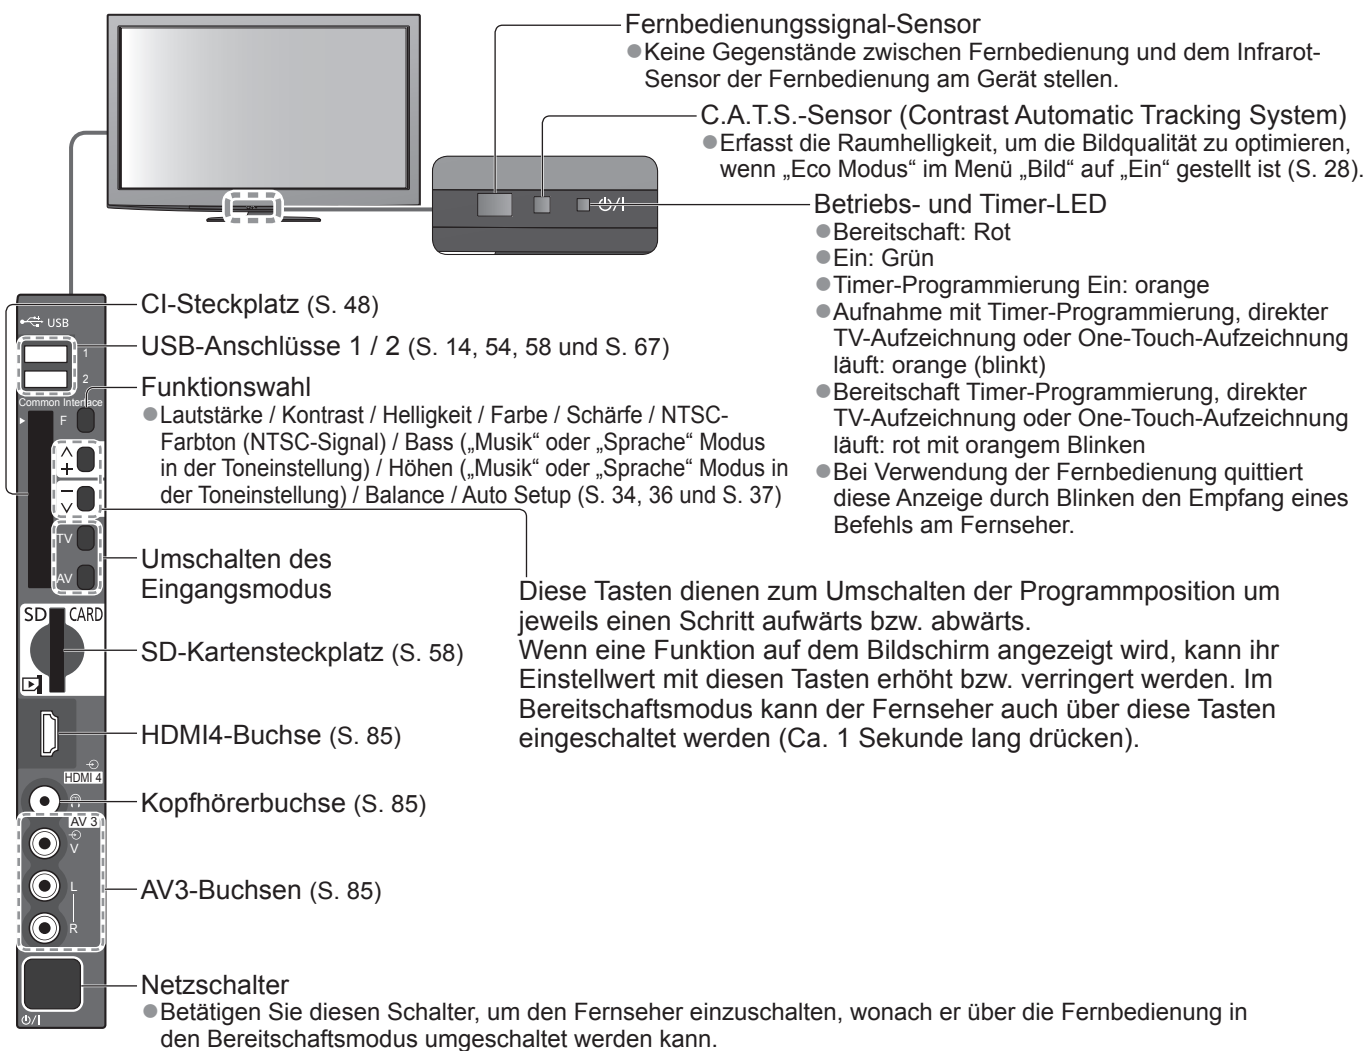 Fernbedienungssignal-Sensor
●Keine Gegenstände zwischen Fernbedienung und dem Infrarot-
Sensor der Fernbedienung am Gerät stellen.
C.A.T.S.-Sensor (Contrast Automatic Tracking System)
●Erfasst die Raumhelligkeit, um die Bildqualität zu optimieren,
wenn „Eco Modus“ im Menü „Bild“ auf „Ein“ gestellt ist (S. 28).
Betriebs- und Timer-LED
●Bereitschaft: Rot
●Ein: Grün
●Timer-Programmierung Ein: orange
●Aufnahme mit Timer-Programmierung, direkter
TV-Aufzeichnung oder One-Touch-Aufzeichnung
läuft: orange (blinkt)
●Bereitschaft Timer-Programmierung, direkter
TV-Aufzeichnung oder One-Touch-Aufzeichnung
läuft: rot mit orangem Blinken
●Bei Verwendung der Fernbedienung quittiert
diese Anzeige durch Blinken den Empfang eines
Befehls am Fernseher.
⏻/I
CI-Steckplatz (S. 48)
USB-Anschlüsse 1 / 2 (S. 14, 54, 58 und S. 67)
Funktionswahl
●Lautstärke / Kontrast / Helligkeit / Farbe / Schärfe / NTSC-
Farbton (NTSC-Signal) / Bass („Musik“ oder „Sprache“ Modus
in der Toneinstellung) / Höhen („Musik“ oder „Sprache“ Modus in
der Toneinstellung) / Balance / Auto Setup (S. 34, 36 und S. 37)
Umschalten des
Eingangsmodus
Diese Tasten dienen zum Umschalten der Programmposition um
jeweils einen Schritt aufwärts bzw. abwärts.
Wenn eine Funktion auf dem Bildschirm angezeigt wird, kann ihr
Einstellwert mit diesen Tasten erhöht bzw. verringert werden. Im
Bereitschaftsmodus kann der Fernseher auch über diese Tasten
eingeschaltet werden (Ca. 1 Sekunde lang drücken).
SD-Kartensteckplatz (S. 58)
HDMI4-Buchse (S. 85)
Kopfhörerbuchse (S. 85)
AV3-Buchsen (S. 85)
Netzschalter
●Betätigen Sie diesen Schalter, um den Fernseher einzuschalten, wonach er über die Fernbedienung in
den Bereitschaftsmodus umgeschaltet werden kann.
USB
1
2
Common Interface
F
+
−
TV
AV
SD CARD
HDMI 4
AV 3
V
L
R
⏻/I